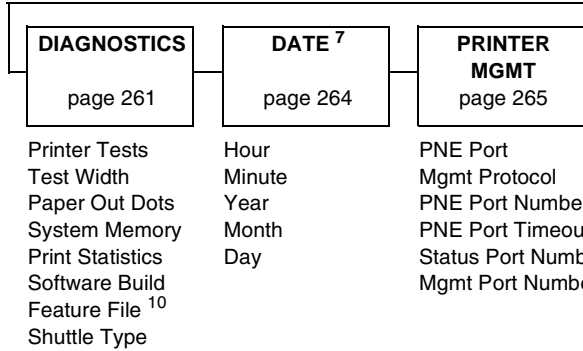 DIAGNOSTICS
page 261
DATE 7
page 264
PRINTER
MGMT
page 265
Printer Tests
Test Width
Paper Out Dots
System Memory
Print Statistics
Software Build
Feature File 10
Shuttle Type
Hour
Minute
Year
Month
Day
PNE Port
Mgmt Protocol
PNE Port Numbe
PNE Port Timeou
Status Port Numb
Mgmt Port Numbe